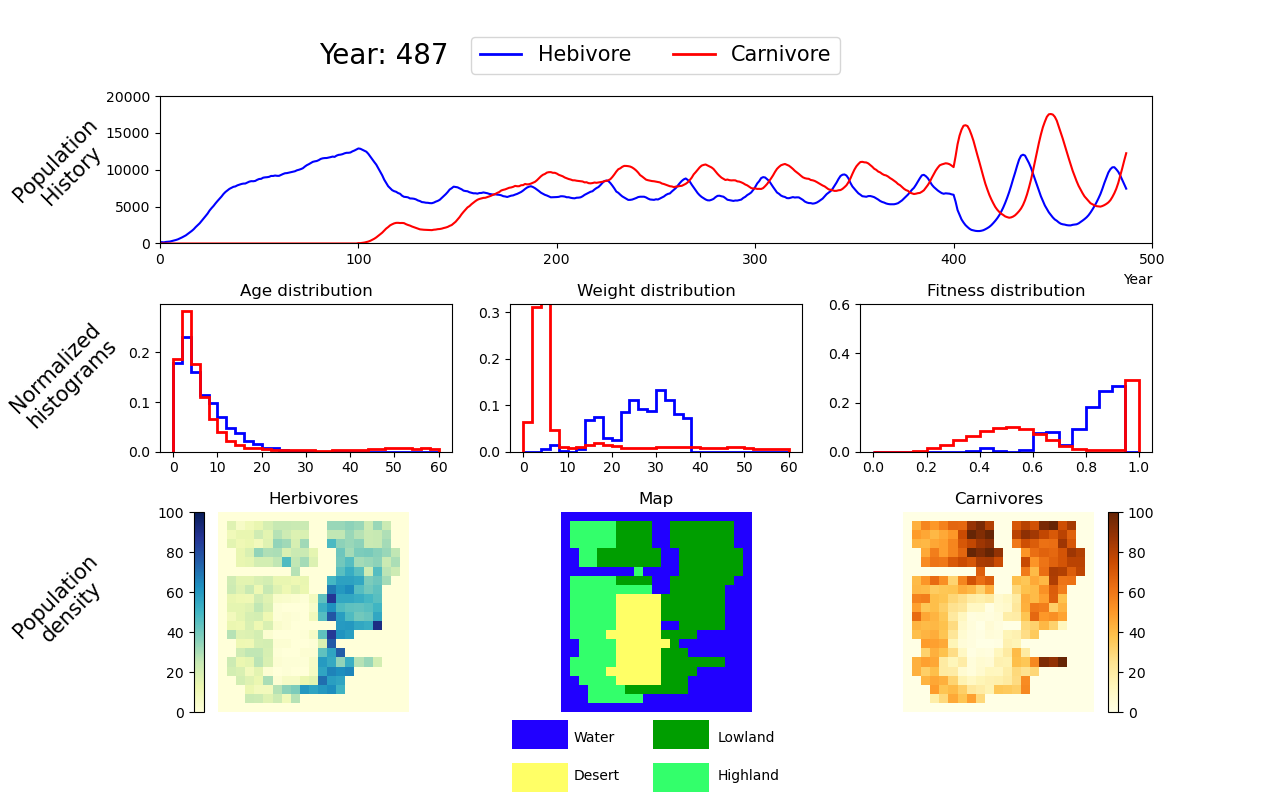 Year: 487
Hebivore
Carnivore
Population
History
20000
15000
10000
5000
0
0 100 200 300 400 500
Year
Normalized
histograms
Age distribution
0.2
0.1
0.0
0 10 20 30 40 50 60
Weight distribution
0.3
0.2
0.1
0.0
0 10 20 30 40 50 60
Fitness distribution
0.6
0.4
0.2
0.0
0.0 0.2 0.4 0.6 0.8 1.0
Population
density
Herbivores
100
80
60
40
20
0
Map
Carnivores
100
80
60
40
20
0
Water
Lowland
Desert
Highland